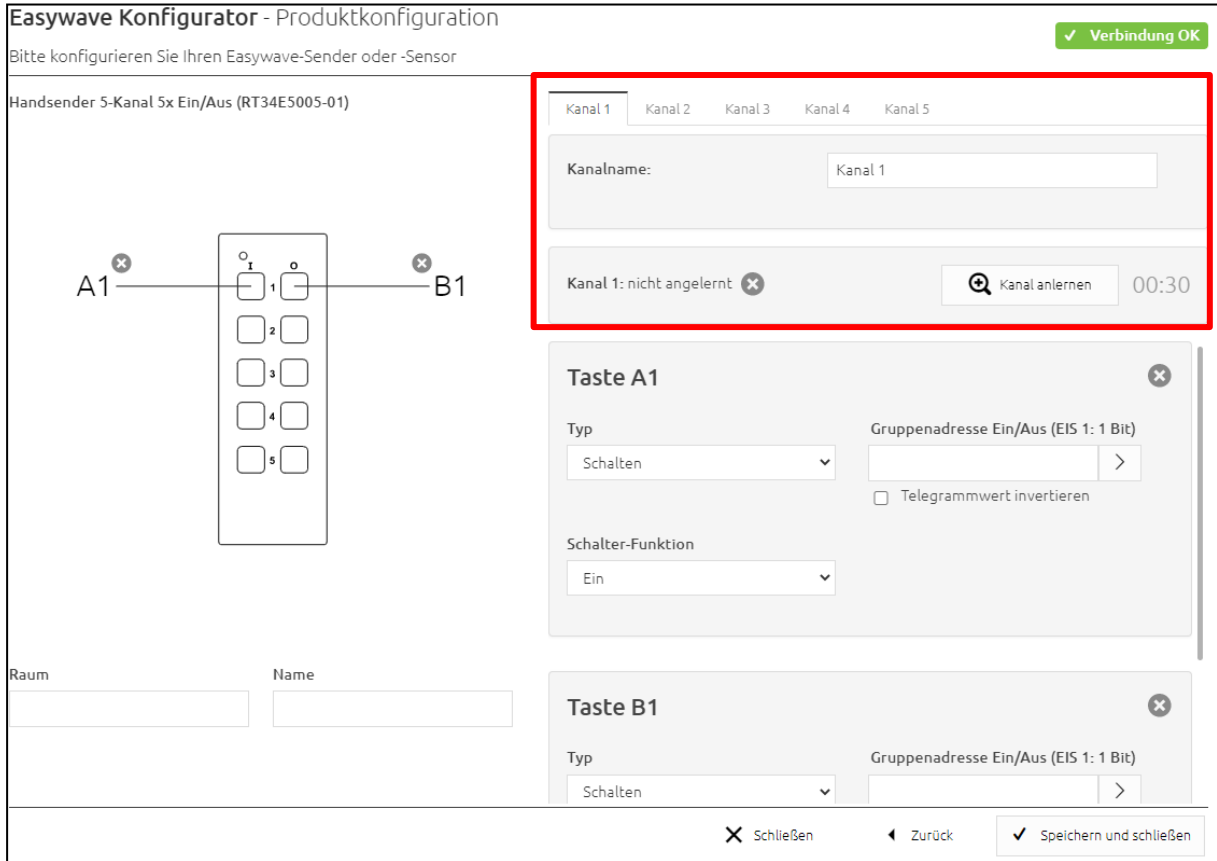 Easywave Konfigurator - Produktkonfiguration
Bitte konfigurieren Sie Ihren Easywave-Sender oder -Sensor
✓ Verbindung OK
Handsender 5-Kanal 5x Ein/Aus (RT34E5005-01)
A1
I O
1
2
3
4
5
B1
Raum Name
Kanal 1 Kanal 2 Kanal 3 Kanal 4 Kanal 5
Kanalname: Kanal 1
Kanal 1: nicht angelernt Kanal anlernen 00:30
Taste A1
Typ Gruppenadresse Ein/Aus (EIS 1: 1 Bit)
Schalten
Telegrammwert invertieren
Schalter-Funktion
Ein
Taste B1
Typ Gruppenadresse Ein/Aus (EIS 1: 1 Bit)
Schalten
Schließen Zurück Speichern und schließen